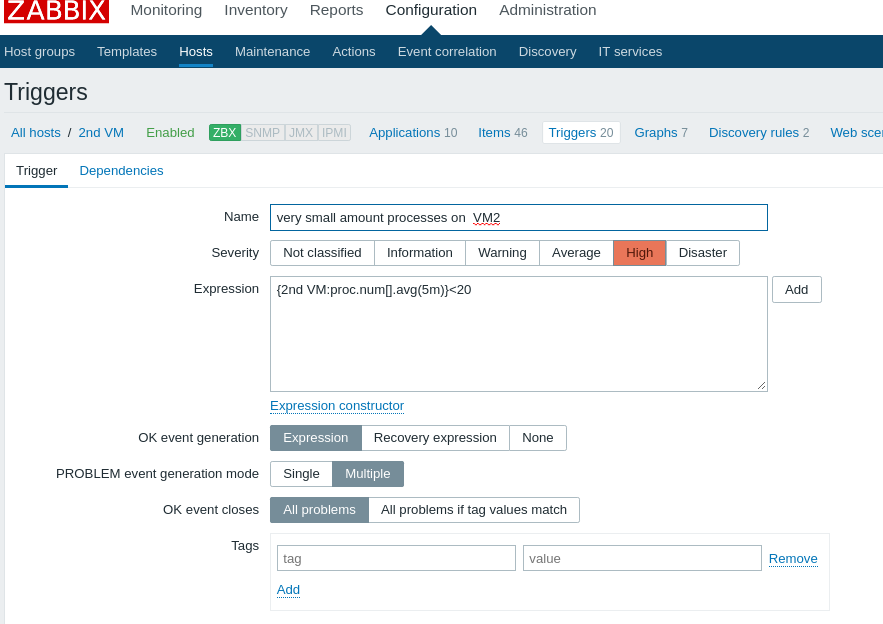 ZABBIX Monitoring Inventory Reports Configuration Administration
Host groups Templates Hosts Maintenance Actions Event correlation Discovery IT services
Triggers
All hosts / 2nd VM Enabled ZBX SNMP JMX IPMI Applications 10 Items 46 Triggers 20 Graphs 7 Discovery rules 2 Web
Trigger Dependencies
Name very small amount processes on  VM2
Severity Not classified Information Warning Average High Disaster
Expression {2nd VM:proc.num[].avg(5m)}<20 Add
Expression constructor
OK event generation Expression Recovery expression None
PROBLEM event generation mode Single Multiple
OK event closes All problems All problems if tag values match
Tags tag value Remove
Add